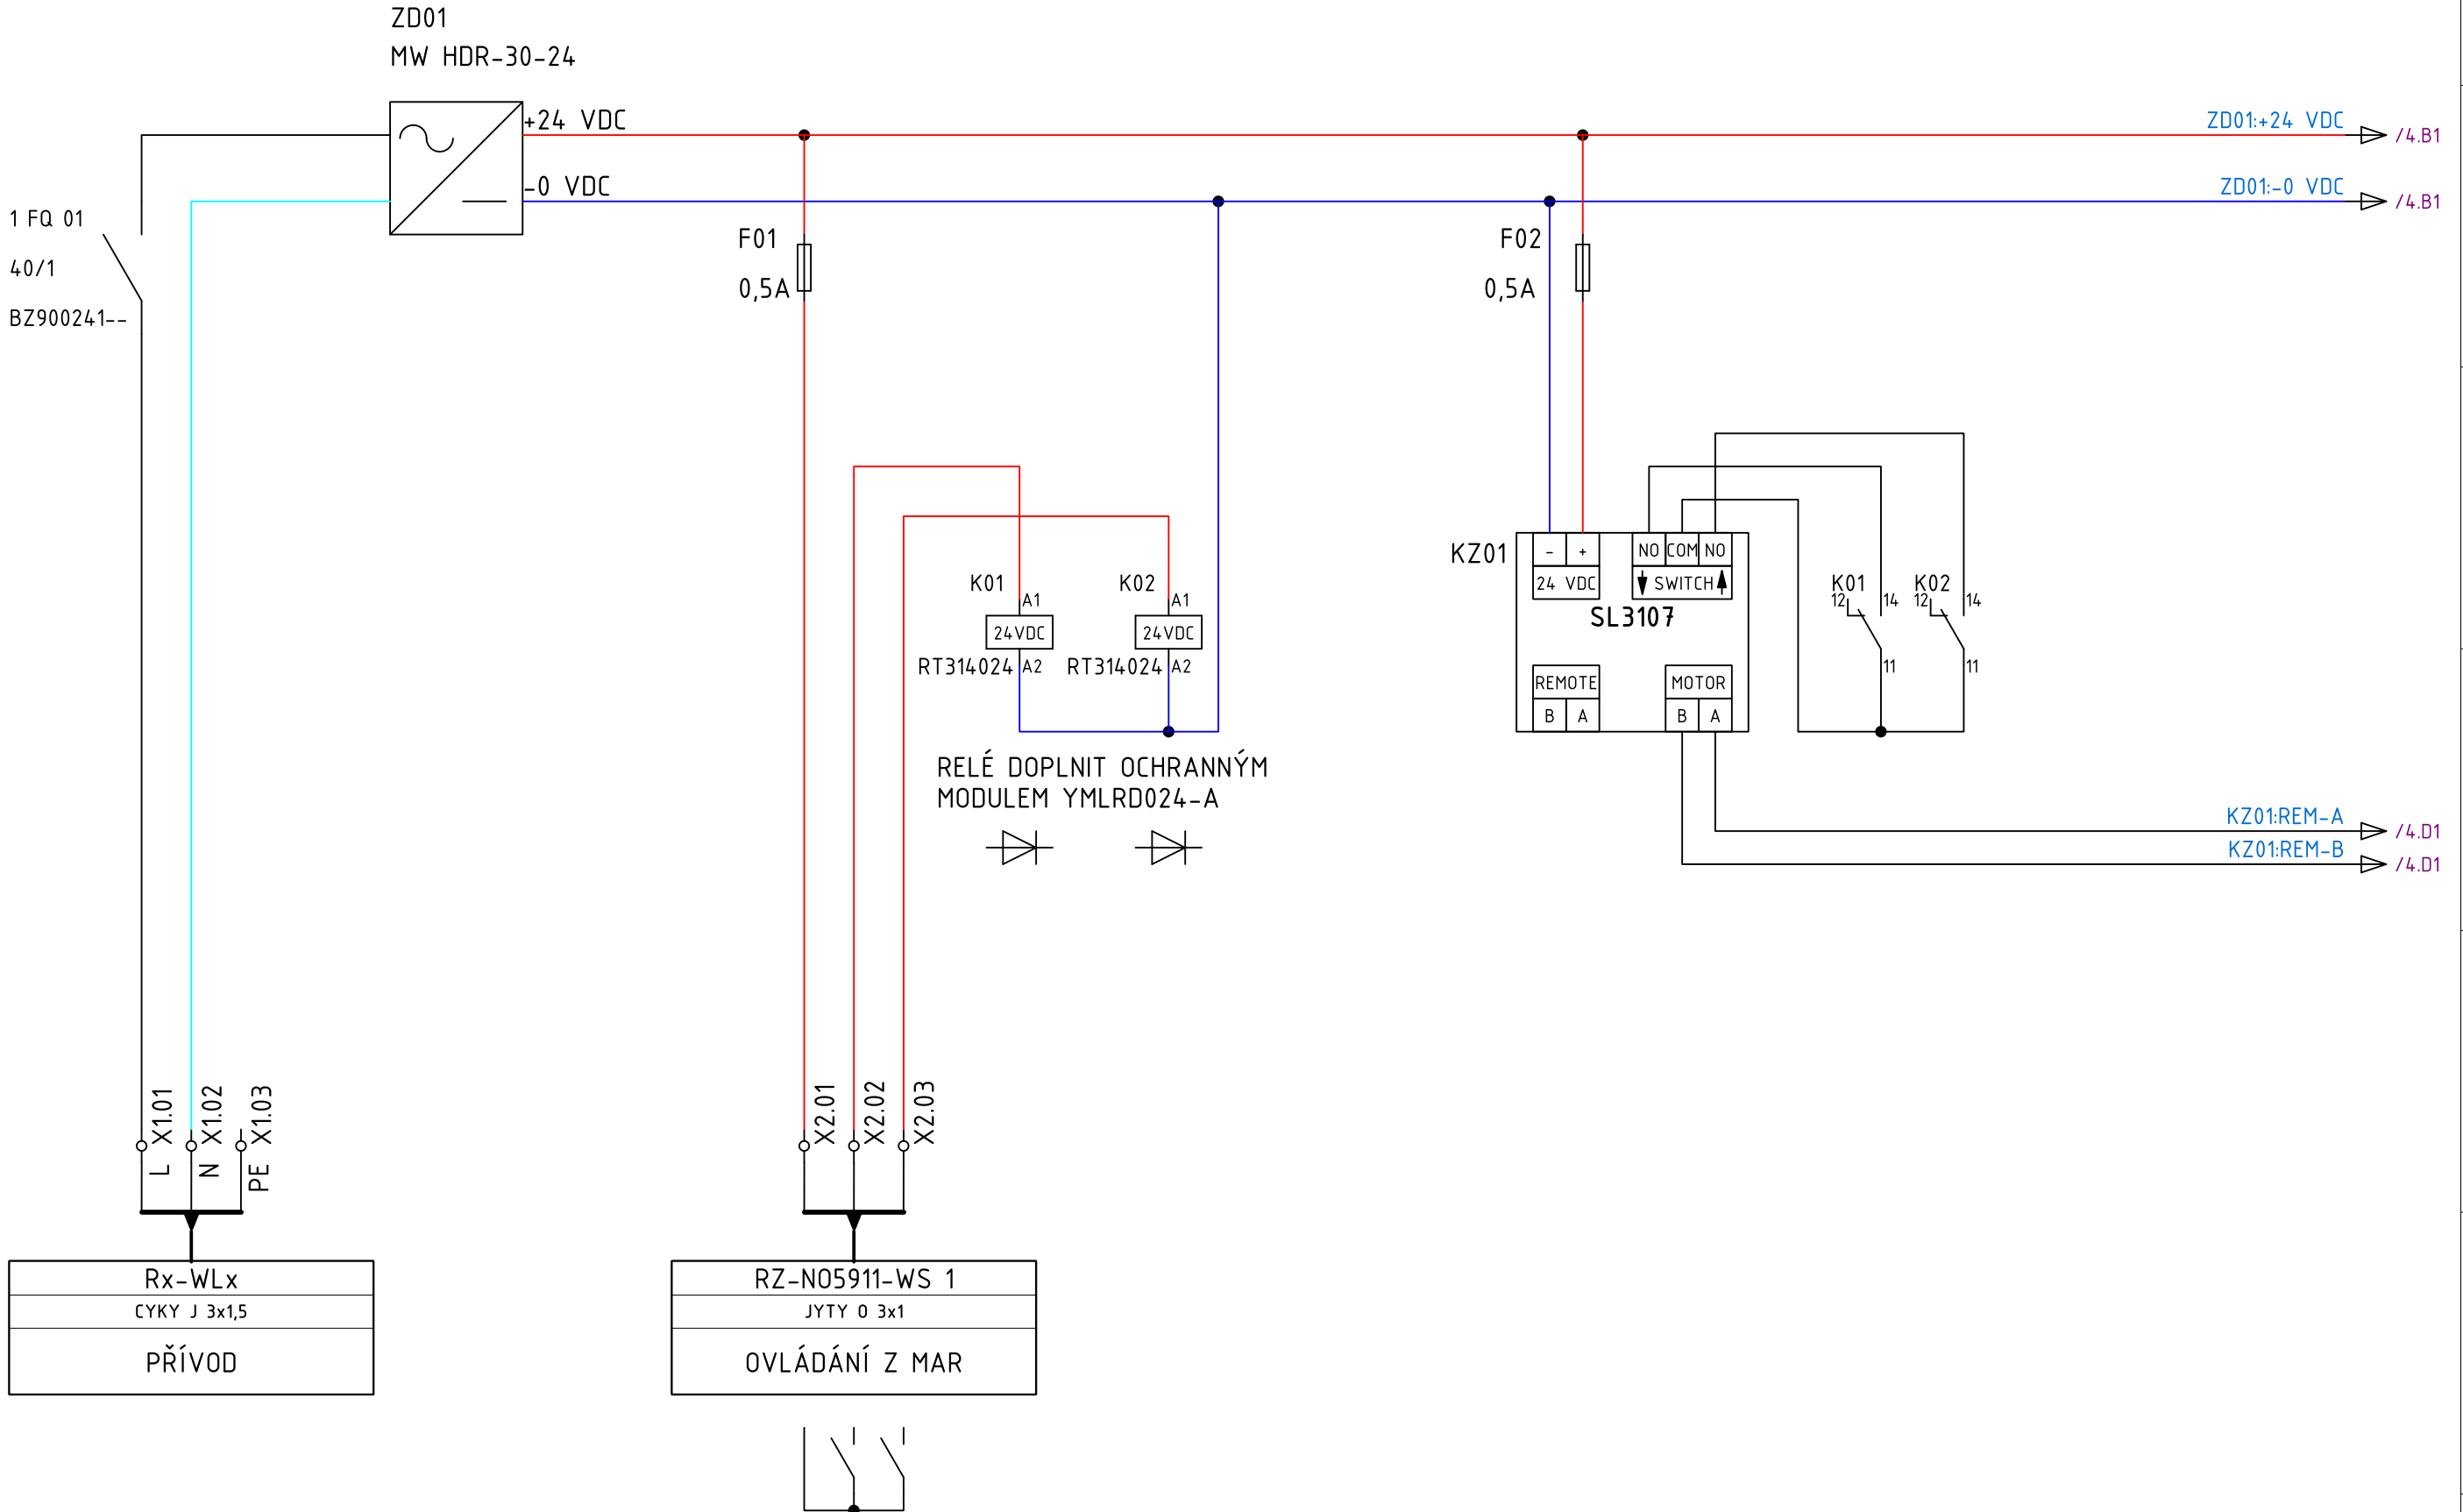 ZD01
MW HDR-30-24
+24 VDC
-0 VDC
ZD01:+24 VDC
/4.B1
ZD01:-0 VDC
/4.B1
1 FQ 01
40/1
BZ900241--
F01
0,5A
F02
0,5A
K01
A1
24VDC
RT314024
A2
K02
A1
24VDC
RT314024
A2
RELÉ DOPLNIT OCHRANNÝM
MODULEM YMLRD024-A
KZ01
- +
24 VDC
NO COM NO
SWITCH
SL3107
REMOTE
B A
MOTOR
B A
K01
12
14
11
K02
12
14
11
KZ01:REM-A
/4.D1
KZ01:REM-B
/4.D1
X1.01
X1.02
X1.03
L
N
PE
X2.01
X2.02
X2.03
Rx-WLx
CYKY J 3x1,5
PŘÍVOD
RZ-NO5911-WS 1
JYTY O 3x1
OVLÁDÁNÍ Z MAR